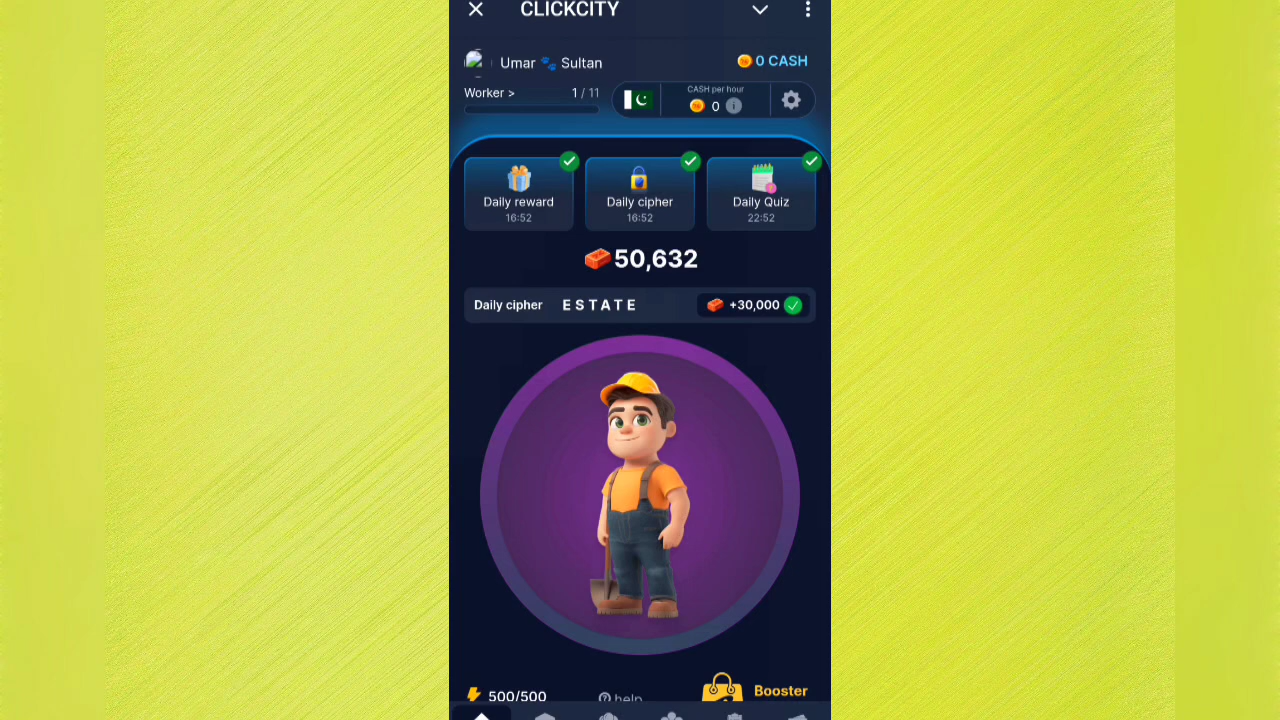 CLICKCITY
Umar 🐾 Sultan
0 CASH
Worker >
1 / 11
CASH per hour
0
Daily reward
16:52
Daily cipher
16:52
Daily Quiz
22:52
50,632
Daily cipher
ESTATE
+30,000
500/500
help
Booster